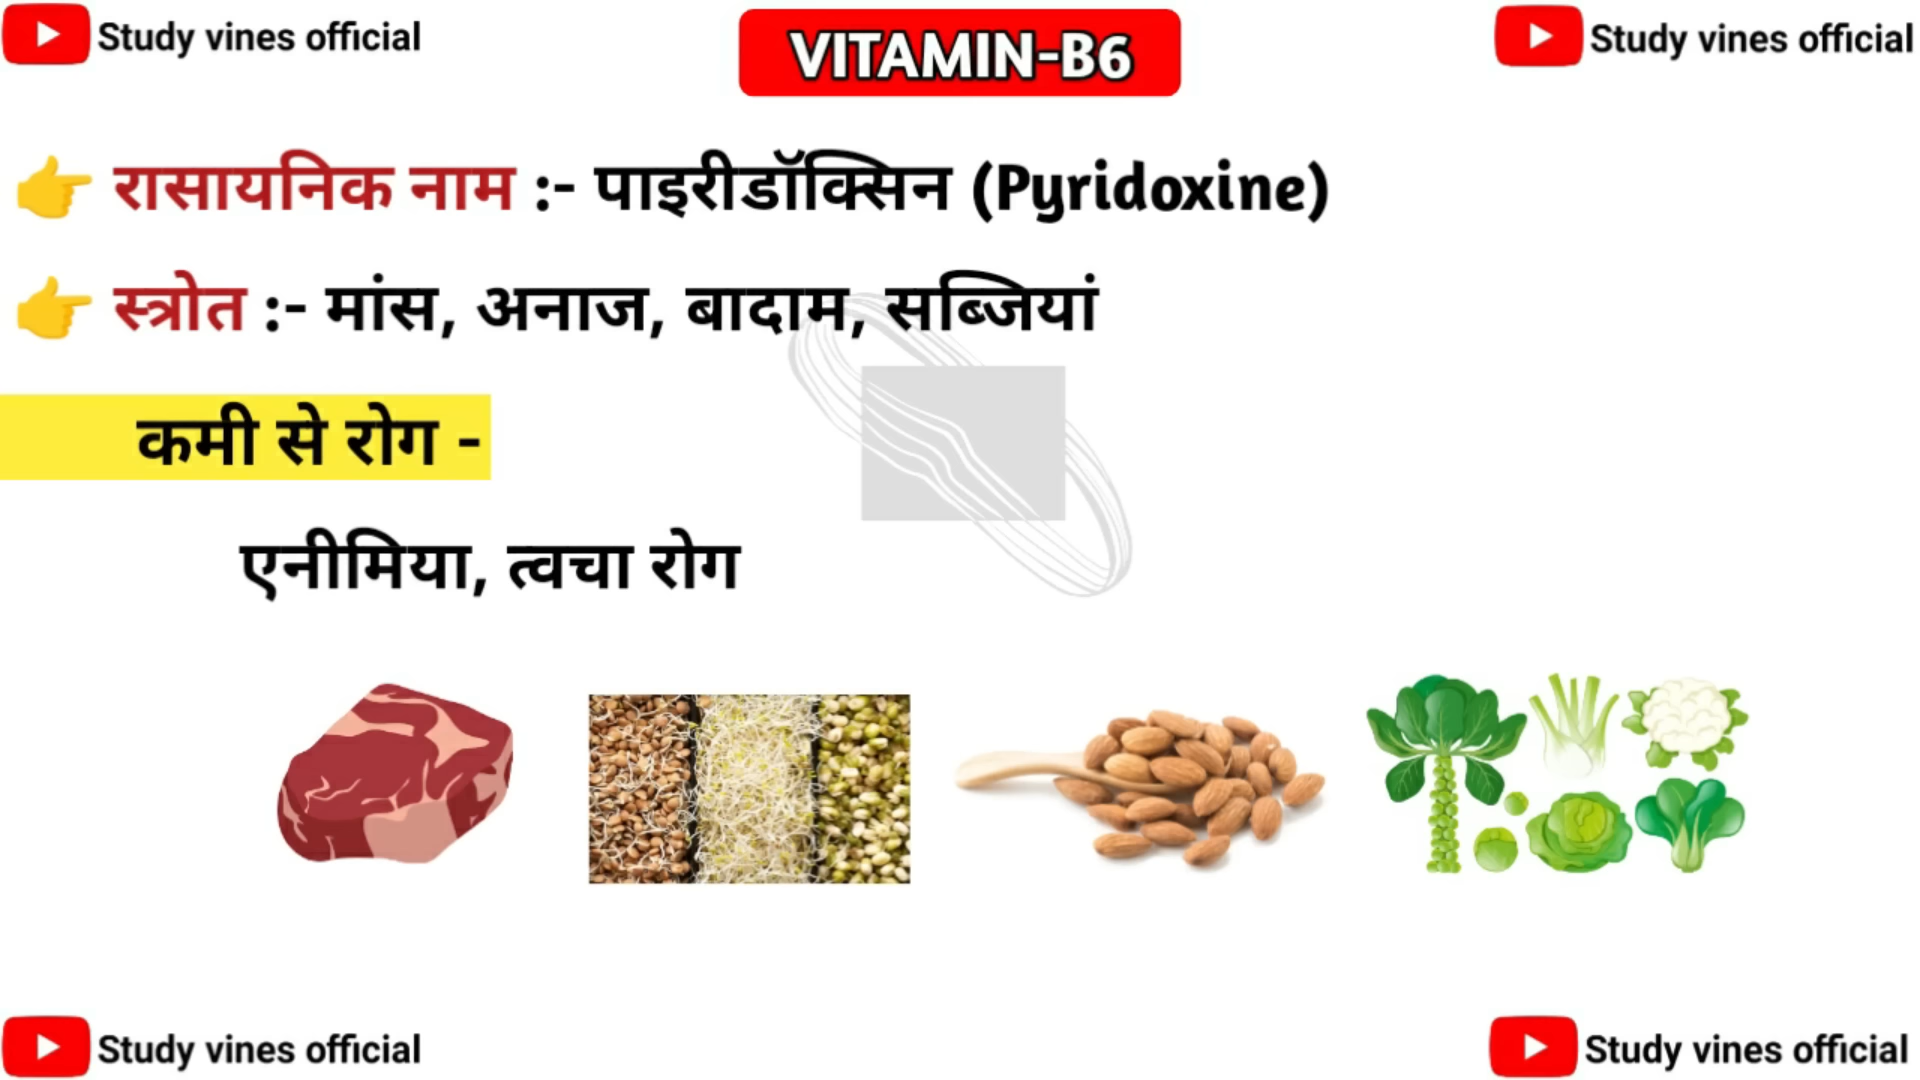 Study vines official
VITAMIN-B6
Study vines official
👉 रासायनिक नाम :- पाइरीडॉक्सिन (Pyridoxine)
👉 स्त्रोत :- मांस, अनाज, बादाम, सब्जियां
कमी से रोग -
एनीमिया, त्वचा रोग
Study vines official
Study vines official